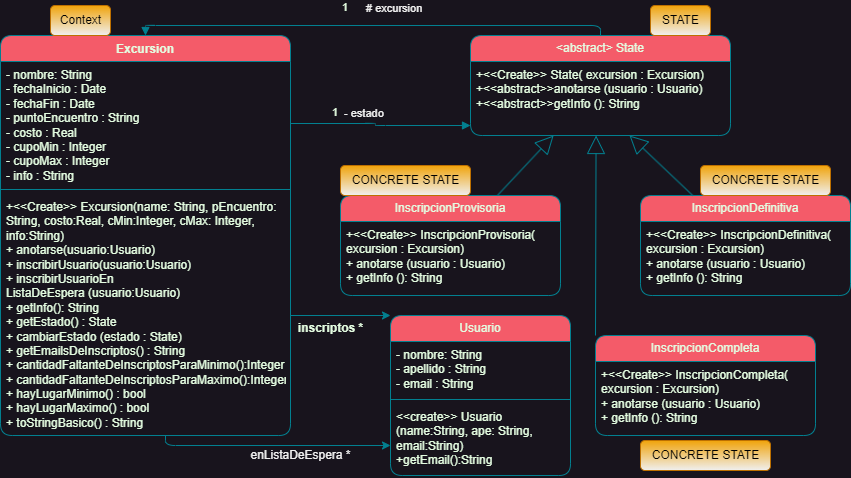 1
# excursion
Context
Excursion
- nombre: String
- fechaInicio : Date
- fechaFin : Date
- puntoEncuentro : String
- costo : Real
- cupoMin : Integer
- cupoMax : Integer
- info : String
+<<Create>> Excursion(name: String, pEncuentro:
String, costo:Real, cMin:Integer, cMax: Integer,
info:String)
+ anotarse(usuario:Usuario)
+ inscribirUsuario(usuario:Usuario)
+ inscribirUsuarioEn
ListaDeEspera (usuario:Usuario)
+ getInfo(): String
+ getEstado() : State
+ cambiarEstado (estado : State)
+ getEmailsDeInscriptos() : String
+ cantidadFaltanteDeInscriptosParaMinimo():Integer
+ cantidadFaltanteDeInscriptosParaMaximo():Integer
+ hayLugarMinimo() : bool
+ hayLugarMaximo() : bool
+ toStringBasico() : String
1 - estado
STATE
<abstract> State
+<<Create>> State( excursion : Excursion)
+<<abstract>>anotarse (usuario : Usuario)
+<<abstract>>getInfo (): String
CONCRETE STATE
InscripcionProvisoria
+<<Create>> InscripcionProvisoria(
excursion : Excursion)
+ anotarse (usuario : Usuario)
+ getInfo (): String
CONCRETE STATE
InscripcionDefinitiva
+<<Create>> InscripcionDefinitiva(
excursion : Excursion)
+ anotarse (usuario : Usuario)
+ getInfo (): String
inscriptos *
Usuario
- nombre: String
- apellido : String
- email : String
<<create>> Usuario
(name:String, ape: String,
email:String)
+getEmail():String
enListaDeEspera *
InscripcionCompleta
+<<Create>> InscripcionCompleta(
excursion : Excursion)
+ anotarse (usuario : Usuario)
+ getInfo (): String
CONCRETE STATE